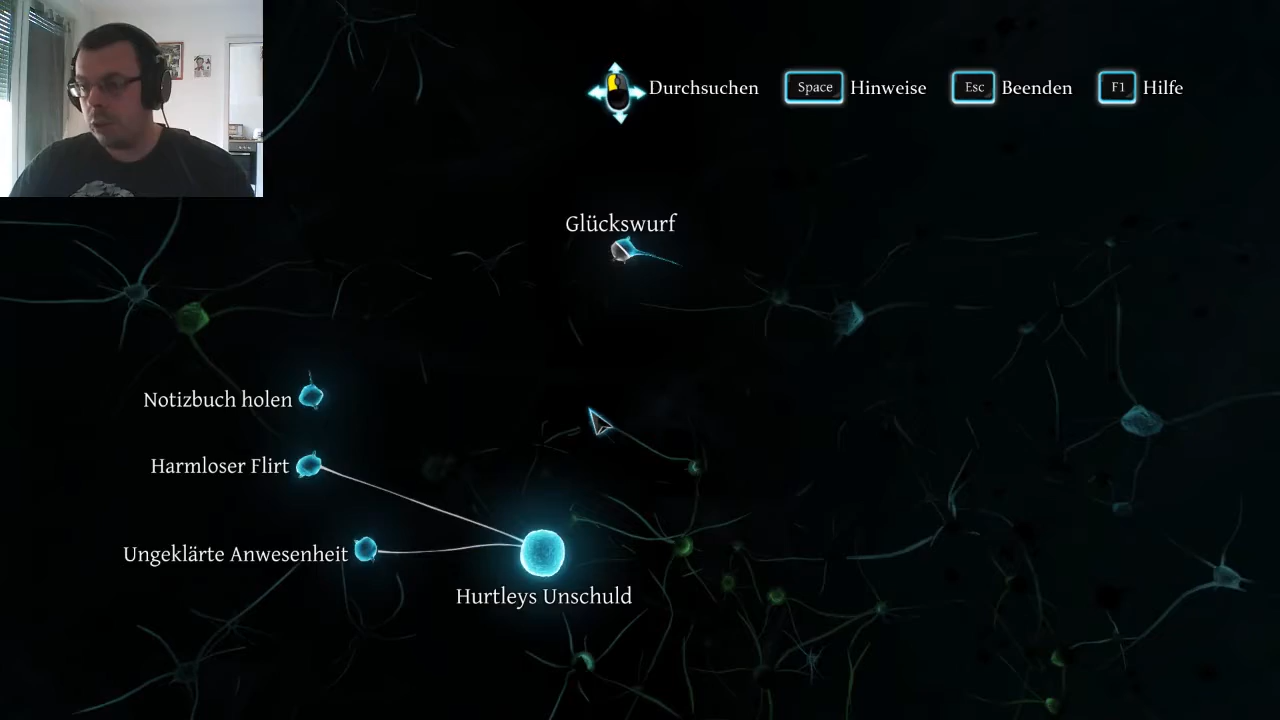 Durchsuchen Space Hinweise Esc Beenden F1 Hilfe
Glückswurf
Notizbuch holen
Harmloser Flirt
Ungeklärte Anwesenheit
Hurtleys Unschuld